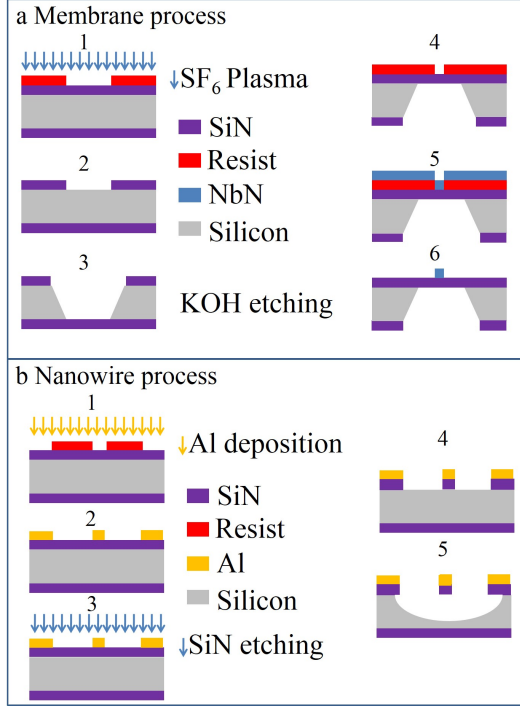 a Membrane process
1
SF₆ Plasma
SiN
Resist
NbN
Silicon
2
3
KOH etching
4
5
6
b Nanowire process
1
Al deposition
SiN
Resist
Al
Silicon
2
3
SiN etching
4
5